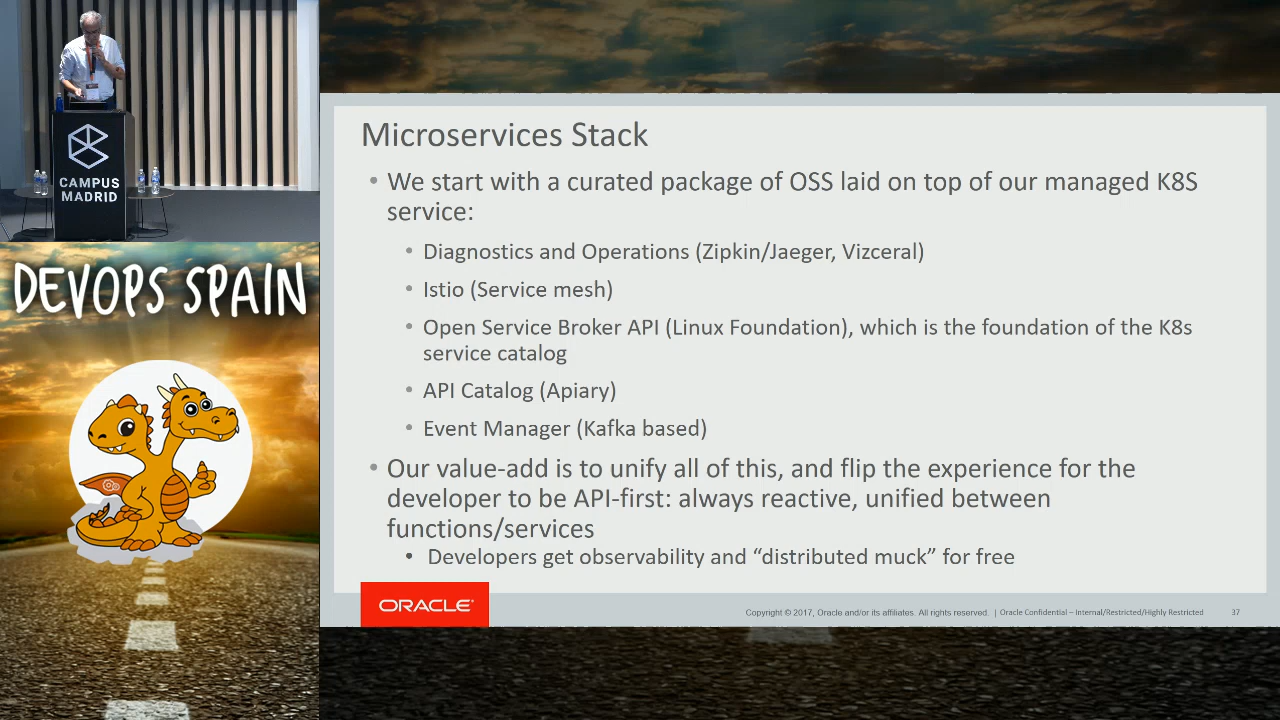 CAMPUS
MADRID
DEVOPS SPAIN
Microservices Stack
• We start with a curated package of OSS laid on top of our managed K8S
service:
• Diagnostics and Operations (Zipkin/Jaeger, Vizceral)
• Istio (Service mesh)
• Open Service Broker API (Linux Foundation), which is the foundation of the K8s
service catalog
• API Catalog (Apiary)
• Event Manager (Kafka based)
• Our value-add is to unify all of this, and flip the experience for the
developer to be API-first: always reactive, unified between
functions/services
• Developers get observability and “distributed muck” for free
ORACLE®
Copyright © 2017, Oracle and/or its affiliates. All rights reserved. | Oracle Confidential – Internal/Restricted/Highly Restricted 37